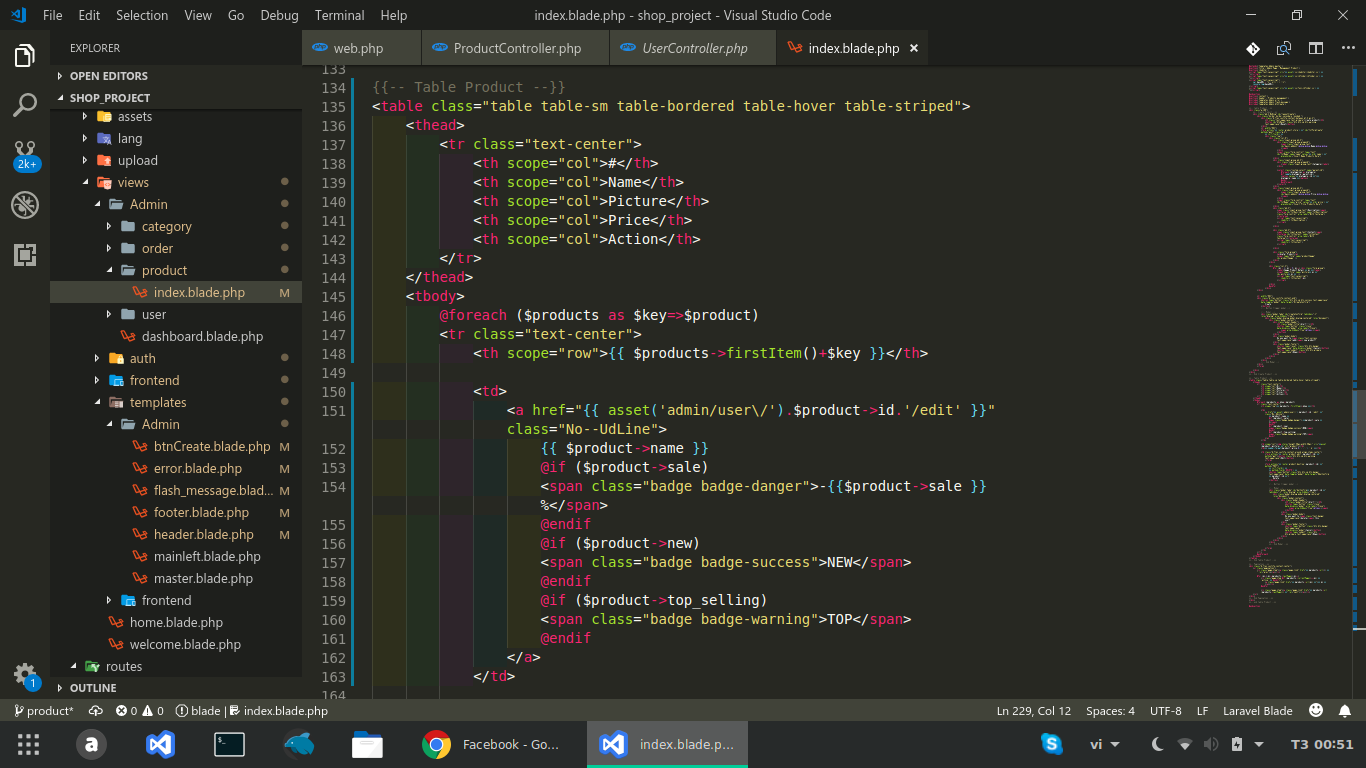 File Edit Selection View Go Debug Terminal Help
index.blade.php - shop_project - Visual Studio Code
EXPLORER
OPEN EDITORS
SHOP_PROJECT
assets
lang
upload
views
Admin
category
order
product
index.blade.php M
user
dashboard.blade.php
auth
frontend
templates
Admin
btnCreate.blade.php M
error.blade.php M
flash_message.blad... M
footer.blade.php M
header.blade.php M
mainleft.blade.php
master.blade.php
frontend
home.blade.php
welcome.blade.php
routes
OUTLINE
2k+
1
web.php
ProductController.php
UserController.php
index.blade.php ×
133
134 {{-- Table Product --}}
135 <table class="table table-sm table-bordered table-hover table-striped">
136 <thead>
137 <tr class="text-center">
138 <th scope="col">#</th>
139 <th scope="col">Name</th>
140 <th scope="col">Picture</th>
141 <th scope="col">Price</th>
142 <th scope="col">Action</th>
143 </tr>
144 </thead>
145 <tbody>
146 @foreach ($products as $key=>$product)
147 <tr class="text-center">
148 <th scope="row">{{ $products->firstItem()+$key }}</th>
149
150 <td>
151 <a href="{{ asset('admin/user\/').$product->id.'/edit' }}"
class="No--UdLine">
152 {{ $product->name }}
153 @if ($product->sale)
154 <span class="badge badge-danger">-{{$product->sale }}
%</span>
155 @endif
156 @if ($product->new)
157 <span class="badge badge-success">NEW</span>
158 @endif
159 @if ($product->top_selling)
160 <span class="badge badge-warning">TOP</span>
161 @endif
162 </a>
163 </td>
164
product* 0 0 blade | index.blade.php
Ln 229, Col 12 Spaces: 4 UTF-8 LF Laravel Blade
a
Facebook - Go...
index.blade.p...
vi
T3 00:51